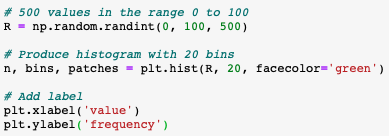 # 500 values in the range 0 to 100
R = np.random.randint(0, 100, 500)
# Produce histogram with 20 bins
n, bins, patches = plt.hist(R, 20, facecolor='green')
# Add label
plt.xlabel('value')
plt.ylabel('frequency')